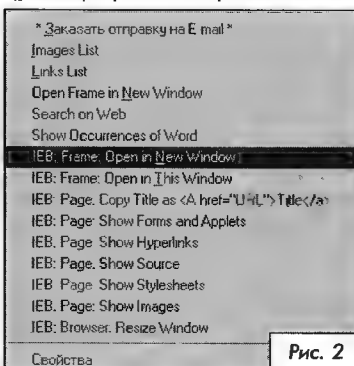 * Заказать отправку на E mail *
Images List
Links List
Open Frame in New Window
Search on Web
Show Occurrences of Word
IEB: Frame: Open in New Window
IEB: Frame: Open in This Window
IEB: Page. Copy Title as <A href="URL">Title</a>
IEB: Page: Show Forms and Applets
IEB. Page: Show Hyperlinks
IEB: Page. Show Source
IEB: Page Show Stylesheets
IEB. Page: Show Images
IEB: Browser. Resize Window
Свойства
Рис. 2